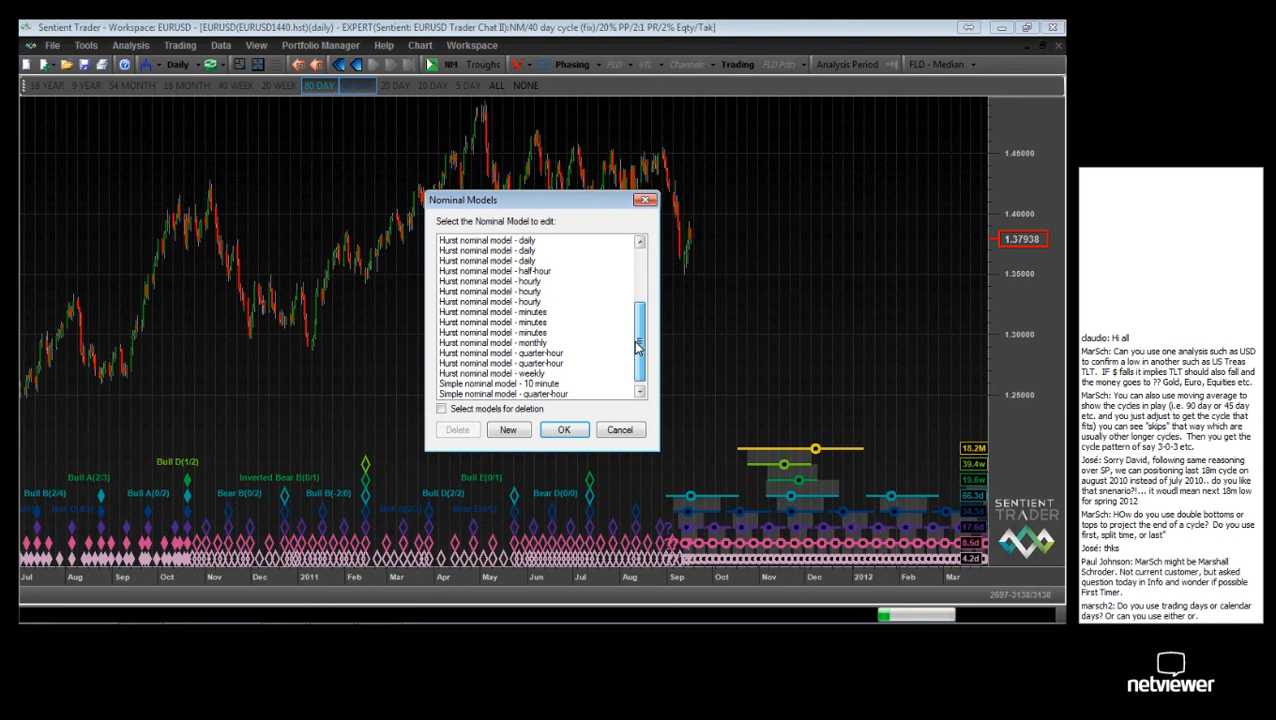 Sentient Trader - Workspace: EURUSD - [EURUSD(EURUSD1440.hst)(daily) - EXPERT(Sentient: EURUSD Trader Chat II):NM/40 day cycle (fix)/20% PP/2:1 PR/2% Eqty/Tak]
File Tools Analysis Trading Data View Portfolio Manager Help Chart Workspace
Daily NM Troughs Phasing FLD VTL Channels Trading FLD Pttn Analysis Period FLD - Median
18 YEAR 9 YEAR 54 MONTH 18 MONTH 40 WEEK 20 WEEK 80 DAY 20 DAY 10 DAY 5 DAY ALL NONE
1.45000
1.40000
1.37938
1.35000
1.30000
1.25000
Nominal Models
Select the Nominal Model to edit:
Hurst nominal model - daily
Hurst nominal model - daily
Hurst nominal model - daily
Hurst nominal model - half-hour
Hurst nominal model - hourly
Hurst nominal model - hourly
Hurst nominal model - hourly
Hurst nominal model - minutes
Hurst nominal model - minutes
Hurst nominal model - minutes
Hurst nominal model - monthly
Hurst nominal model - quarter-hour
Hurst nominal model - quarter-hour
Hurst nominal model - weekly
Simple nominal model - 10 minute
Simple nominal model - quarter-hour
Select models for deletion
Delete New OK Cancel
18.2M
Bull D(1/2)
39.4w
Bull A(2/3) Inverted Bear B(0/1) Bull E(0/1)
19.6w
Bull B(2/4) Bull A(0/2) Bear B(0/2) Bull B(-2/0) Bull D(2/2) Bear D(0/0)
66.3d
34.3d
17.6d
8.5d
4.2d
SENTIENT
TRADER
Jul Aug Sep Oct Nov Dec 2011 Feb Mar Apr May Jun Jul Aug Sep Oct Nov Dec 2012 Feb Mar
2697-3138/3138
claudio: Hi all
MarSch: Can you use one analysis such as USD
to confirm a low in another such as US Treas
TLT. IF $ falls it implies TLT should also fall and
the money goes to ?? Gold, Euro, Equities etc.
MarSch: You can also use moving average to
show the cycles in play (i.e. 90 day or 45 day
etc. and you just adjust to get the cycle that
fits) you can see "skips" that way which are
usually other longer cycles. Then you get the
cycle pattern of say 3-0-3 etc.
José: Sorry David, following same reasoning
over SP, we can positioning last 18m cycle on
august 2010 instead of july 2010.. do you like
that snenario?!... it would mean next 18m low
for spring 2012
MarSch: HOw do you use double bottoms or
tops to project the end of a cycle? Do you use
first, split time, or last"
José: thks
Paul Johnson: MarSch might be Marshall
Schroder. Not current customer, but asked
question today in Info and wonder if possible
First Timer.
marsch2: Do you use trading days or calendar
days? Or can you use either or.
netviewer